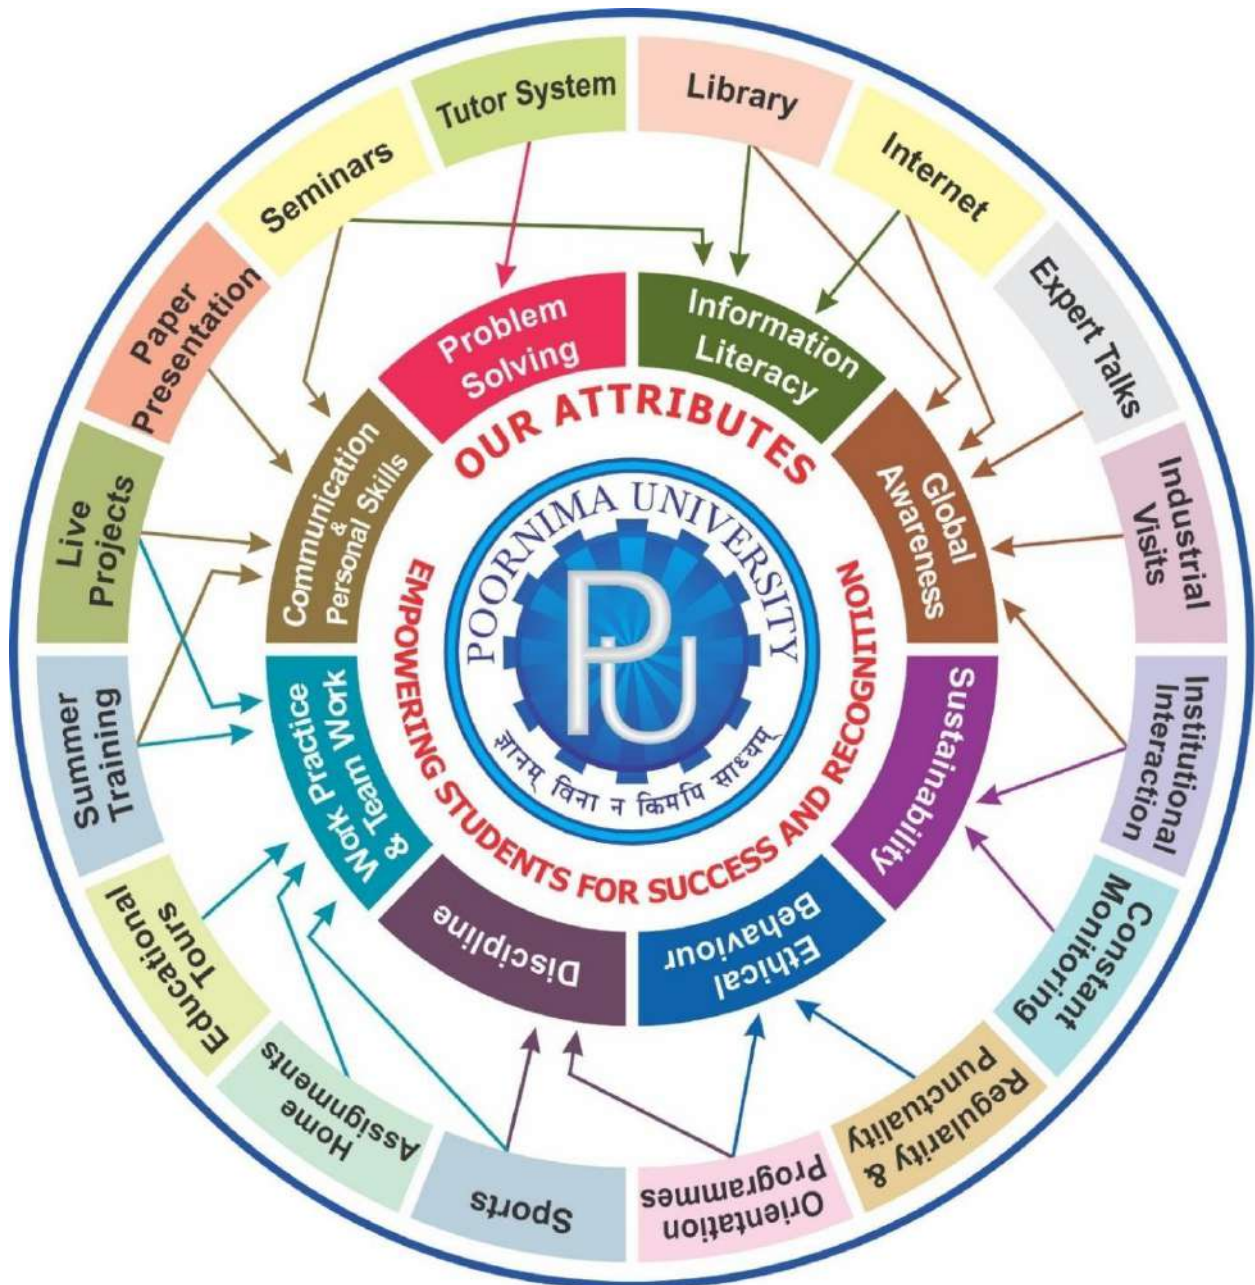 Tutor System
Library
Internet
Expert Talks
Industrial
Visits
Institutional
Interaction
Constant
Monitoring
Regularity &
Punctuality
Orientation
Programmes
Sports
Home
Assignments
Educational
Tours
Summer
Training
Live
Projects
Paper
Presentation
Seminars
Problem
Solving
Information
Literacy
Global
Awareness
Sustainability
Ethical
Behaviour
Discipline
Work Practice
& Team Work
Communication
&
Personal Skills
OUR ATTRIBUTES
EMPOWERING STUDENTS FOR SUCCESS AND RECOGNITION
POORNIMA UNIVERSITY
PU
ज्ञानम् विना न किमपि साध्यम्